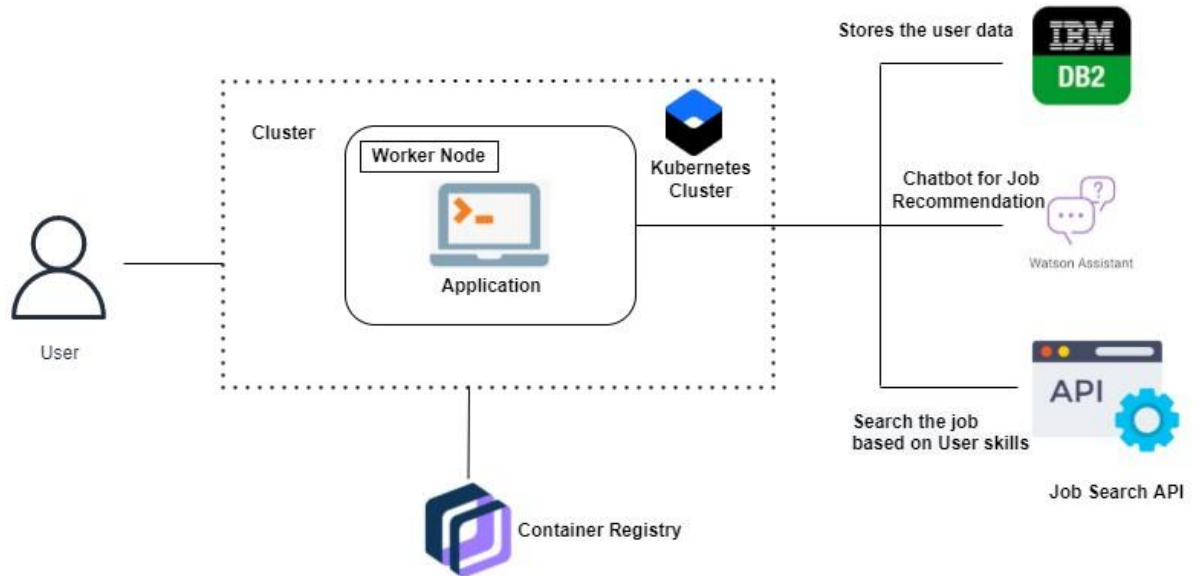 Stores the user data
IBM
DB2
Cluster
Worker Node
Kubernetes
Cluster
Application
Chatbot for Job
Recommendation
?
Watson Assistant
User
API
Search the job
based on User skills
Job Search API
Container Registry